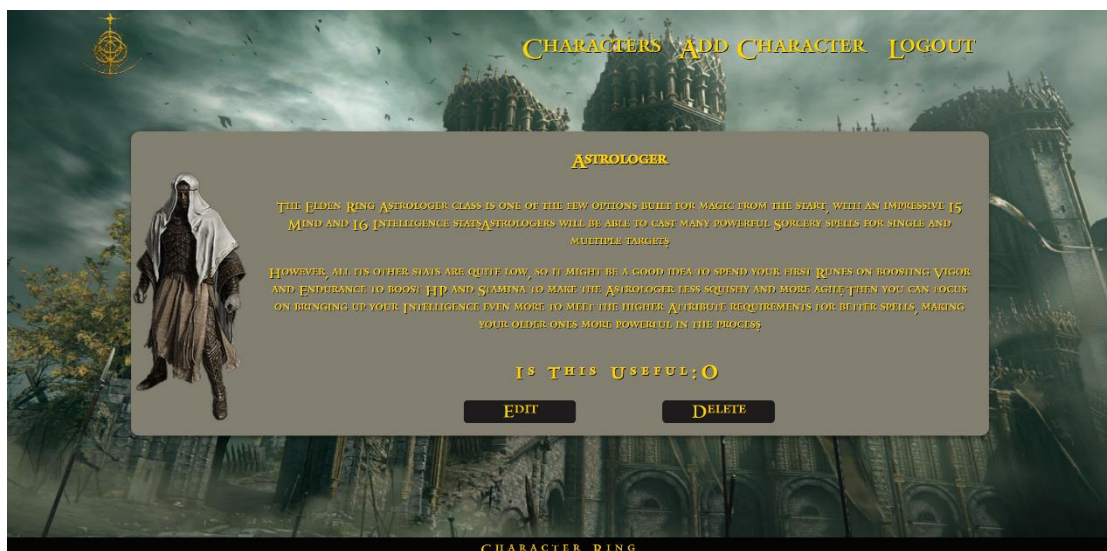 Characters Add Character Logout
Astrologer
The Elden Ring Astrologer class is one of the few options built for magic from the start, with an impressive 15
Mind and 16 Intelligence statsAstrologers will be able to cast many powerful Sorcery spells for single and
multiple targets
However, all its other stats are quite low, so it might be a good idea to spend your first Runes on boosting Vigor
and Endurance to boost HP and Stamina to make the Astrologer less squishy and more agileThen you can focus
on bringing up your Intelligence even more to meet the higher Attribute requirements for better spells, making
your older ones more powerful in the process
Is This Useful:0
Edit Delete
Character Ring